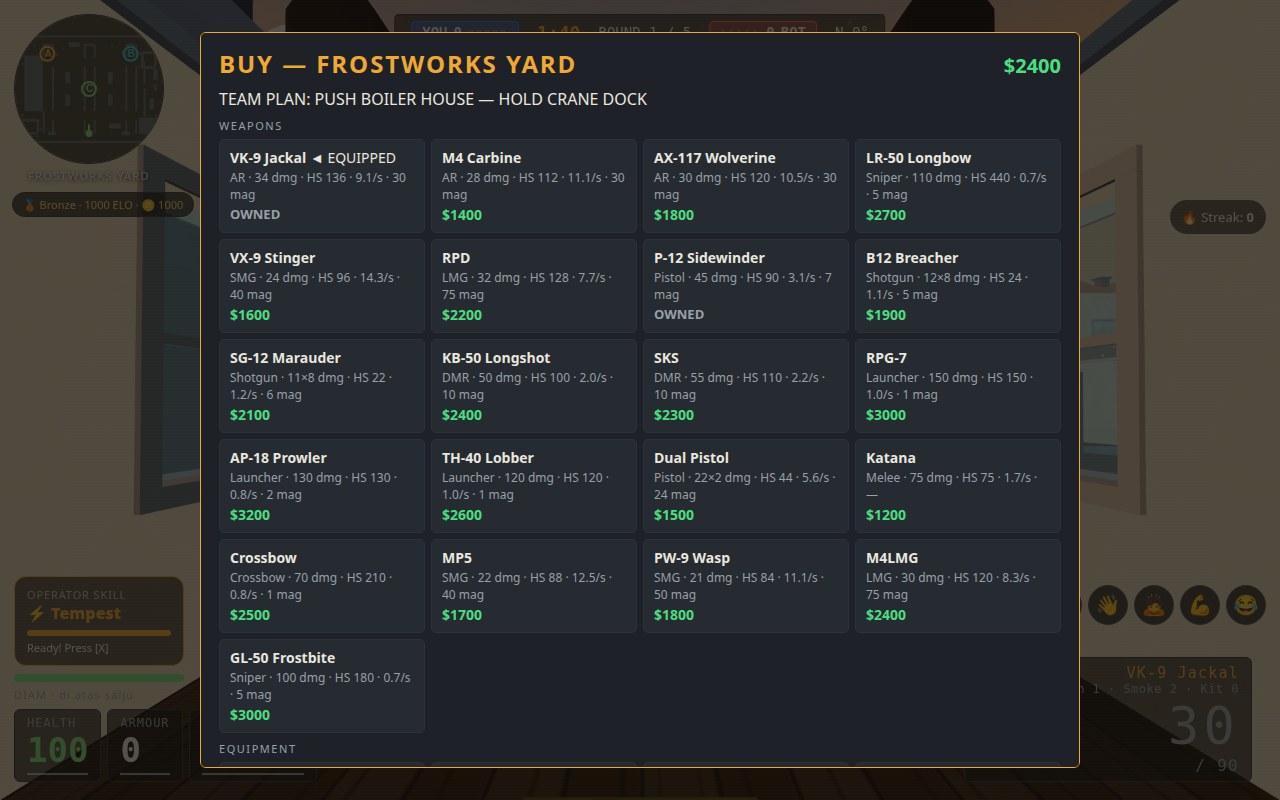 YOU 0
1:40
ROUND 1 / 5
0 BOT
N 0°
A
B
C
FROSTWORKS YARD
🥉 Bronze · 1000 ELO · 🪙 1000
🔥 Streak: 0
BUY — FROSTWORKS YARD
$2400
TEAM PLAN: PUSH BOILER HOUSE — HOLD CRANE DOCK
WEAPONS
VK-9 Jackal ◄ EQUIPPED
AR · 34 dmg · HS 136 · 9.1/s · 30
mag
OWNED
M4 Carbine
AR · 28 dmg · HS 112 · 11.1/s · 30
mag
$1400
AX-117 Wolverine
AR · 30 dmg · HS 120 · 10.5/s · 30
mag
$1800
LR-50 Longbow
Sniper · 110 dmg · HS 440 · 0.7/s
· 5 mag
$2700
VX-9 Stinger
SMG · 24 dmg · HS 96 · 14.3/s ·
40 mag
$1600
RPD
LMG · 32 dmg · HS 128 · 7.7/s ·
75 mag
$2200
P-12 Sidewinder
Pistol · 45 dmg · HS 90 · 3.1/s · 7
mag
OWNED
B12 Breacher
Shotgun · 12×8 dmg · HS 24 ·
1.1/s · 5 mag
$1900
SG-12 Marauder
Shotgun · 11×8 dmg · HS 22 ·
1.2/s · 6 mag
$2100
KB-50 Longshot
DMR · 50 dmg · HS 100 · 2.0/s ·
10 mag
$2400
SKS
DMR · 55 dmg · HS 110 · 2.2/s ·
10 mag
$2300
RPG-7
Launcher · 150 dmg · HS 150 ·
1.0/s · 1 mag
$3000
AP-18 Prowler
Launcher · 130 dmg · HS 130 ·
0.8/s · 2 mag
$3200
TH-40 Lobber
Launcher · 120 dmg · HS 120 ·
1.0/s · 1 mag
$2600
Dual Pistol
Pistol · 22×2 dmg · HS 44 · 5.6/s ·
24 mag
$1500
Katana
Melee · 75 dmg · HS 75 · 1.7/s ·
—
$1200
Crossbow
Crossbow · 70 dmg · HS 210 ·
0.8/s · 1 mag
$2500
MP5
SMG · 22 dmg · HS 88 · 12.5/s ·
40 mag
$1700
PW-9 Wasp
SMG · 21 dmg · HS 84 · 11.1/s ·
50 mag
$1800
M4LMG
LMG · 30 dmg · HS 120 · 8.3/s ·
75 mag
$2400
GL-50 Frostbite
Sniper · 100 dmg · HS 180 · 0.7/s
· 5 mag
$3000
EQUIPMENT
OPERATOR SKILL
⚡ Tempest
Ready! Press [X]
DIAM · di atas salju
HEALTH
100
ARMOUR
0
VK-9 Jackal
1 · Smoke 2 · Kit 0
30
/ 90